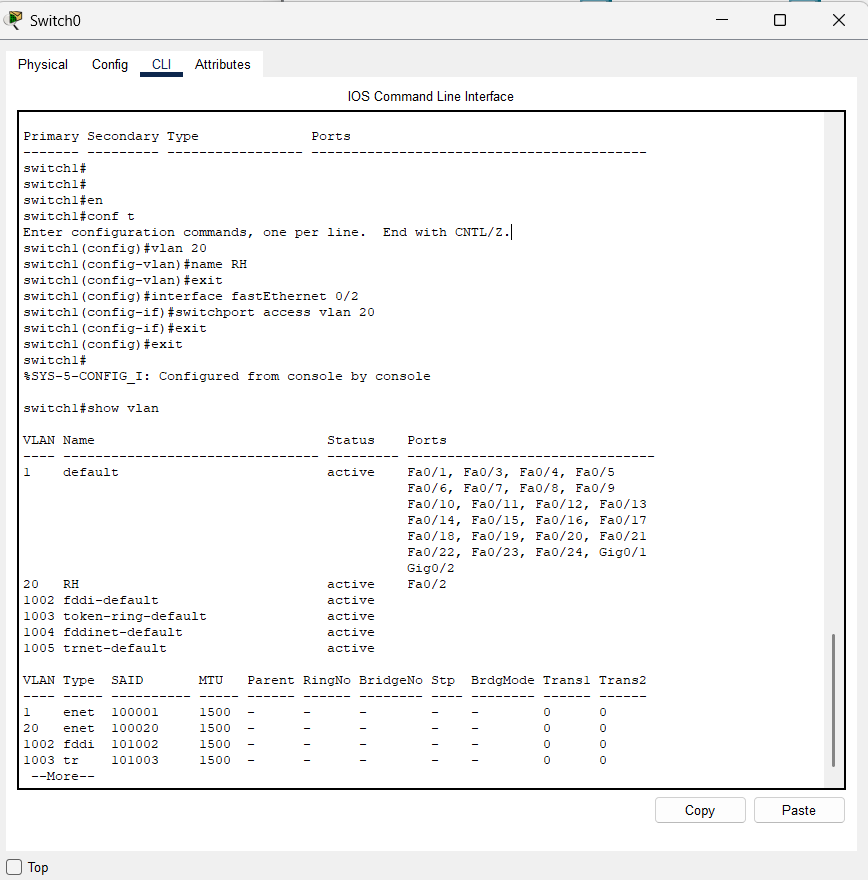 Switch0
Physical Config CLI Attributes
IOS Command Line Interface
Primary Secondary Type Ports
------- --------- ----------------- ------------------------------------------
switch1#
switch1#
switch1#en
switch1#conf t
Enter configuration commands, one per line. End with CNTL/Z.
switch1(config)#vlan 20
switch1(config-vlan)#name RH
switch1(config-vlan)#exit
switch1(config)#interface fastEthernet 0/2
switch1(config-if)#switchport access vlan 20
switch1(config-if)#exit
switch1(config)#exit
switch1#
%SYS-5-CONFIG_I: Configured from console by console
switch1#show vlan
VLAN Name Status Ports
---- -------------------------------- --------- -------------------------------
1 default active Fa0/1, Fa0/3, Fa0/4, Fa0/5
Fa0/6, Fa0/7, Fa0/8, Fa0/9
Fa0/10, Fa0/11, Fa0/12, Fa0/13
Fa0/14, Fa0/15, Fa0/16, Fa0/17
Fa0/18, Fa0/19, Fa0/20, Fa0/21
Fa0/22, Fa0/23, Fa0/24, Gig0/1
Gig0/2
20 RH active Fa0/2
1002 fddi-default active
1003 token-ring-default active
1004 fddinet-default active
1005 trnet-default active
VLAN Type SAID MTU Parent RingNo BridgeNo Stp BrdgMode Trans1 Trans2
---- ----- ---------- ----- ------ ------ -------- ---- -------- ------ ------
1 enet 100001 1500 - - - - - 0 0
20 enet 100020 1500 - - - - - 0 0
1002 fddi 101002 1500 - - - - - 0 0
1003 tr 101003 1500 - - - - - 0 0
--More--
Copy Paste
Top